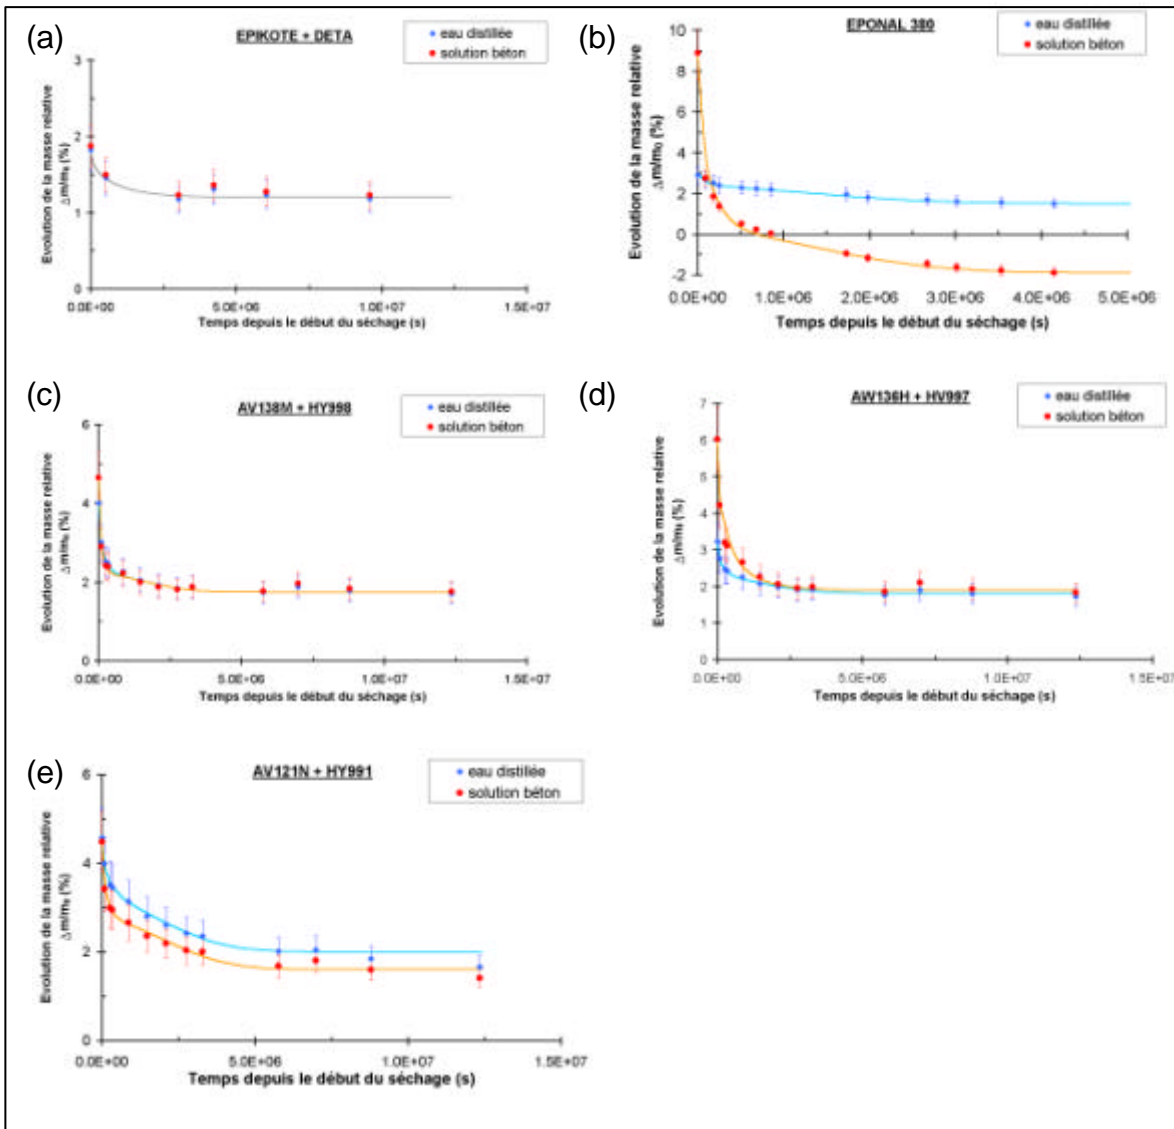 (a)
EPIKOTE + DETA
eau distillée
solution béton
Evolution de la masse relative
Δm/m₀ (%)
3
2
1
0
0.0E+00 5.0E+06 1.0E+07 1.5E+07
Temps depuis le début du séchage (s)
(b)
EPONAL 380
eau distillée
solution béton
Evolution de la masse relative
Δm/m₀ (%)
10
8
6
4
2
0
-2
0.0E+00 1.0E+06 2.0E+06 3.0E+06 4.0E+06 5.0E+06
Temps depuis le début du séchage (s)
(c)
AV138M + HY998
eau distillée
solution béton
Evolution de la masse relative
Δm/m₀ (%)
6
4
2
0
0.0E+00 5.0E+06 1.0E+07 1.5E+07
Temps depuis le début du séchage (s)
(d)
AW136H + HV997
eau distillée
solution béton
Evolution de la masse relative
Δm/m₀ (%)
7
6
5
4
3
2
1
0
0.0E+00 5.0E+06 1.0E+07 1.5E+07
Temps depuis le début du séchage (s)
(e)
AV121N + HY991
eau distillée
solution béton
Evolution de la masse relative
Δm/m₀ (%)
6
4
2
0
0.0E+00 5.0E+06 1.0E+07 1.5E+07
Temps depuis le début du séchage (s)